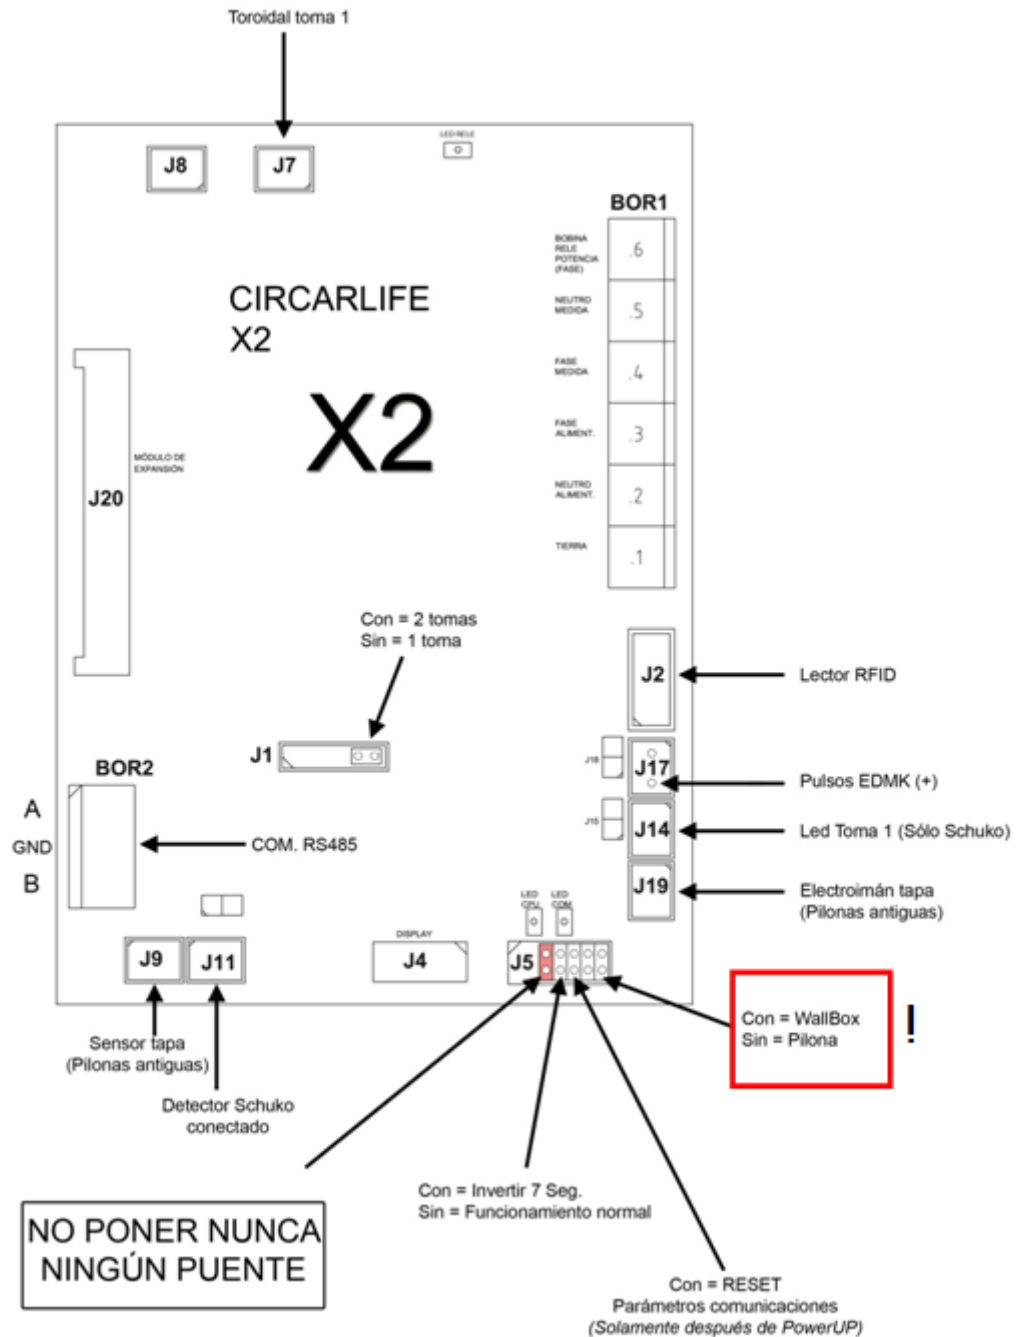 Toroidal toma 1
LED RELE
J8
J7
BOR1
BOBINA
RELE
POTENCIA
(FASE)
.6
NEUTRO
MEDIDA
.5
FASE
MEDIDA
.4
FASE
ALIMENT.
.3
NEUTRO
ALIMENT.
.2
TIERRA
.1
CIRCARLIFE
X2
X2
MÓDULO DE
EXPANSIÓN
J20
Con = 2 tomas
Sin = 1 toma
J2
Lector RFID
J1
J18
J17
Pulsos EDMK (+)
BOR2
A
GND
B
COM. RS485
J15
J14
Led Toma 1 (Sólo Schuko)
J19
Electroimán tapa
(Pilonas antiguas)
LED
CPU
LED
COM
DISPLAY
J9
J11
J4
J5
Con = WallBox
Sin = Pilona
!
Sensor tapa
(Pilonas antiguas)
Detector Schuko
conectado
Con = Invertir 7 Seg.
Sin = Funcionamiento normal
NO PONER NUNCA
NINGÚN PUENTE
Con = RESET
Parámetros comunicaciones
(Solamente después de PowerUP)